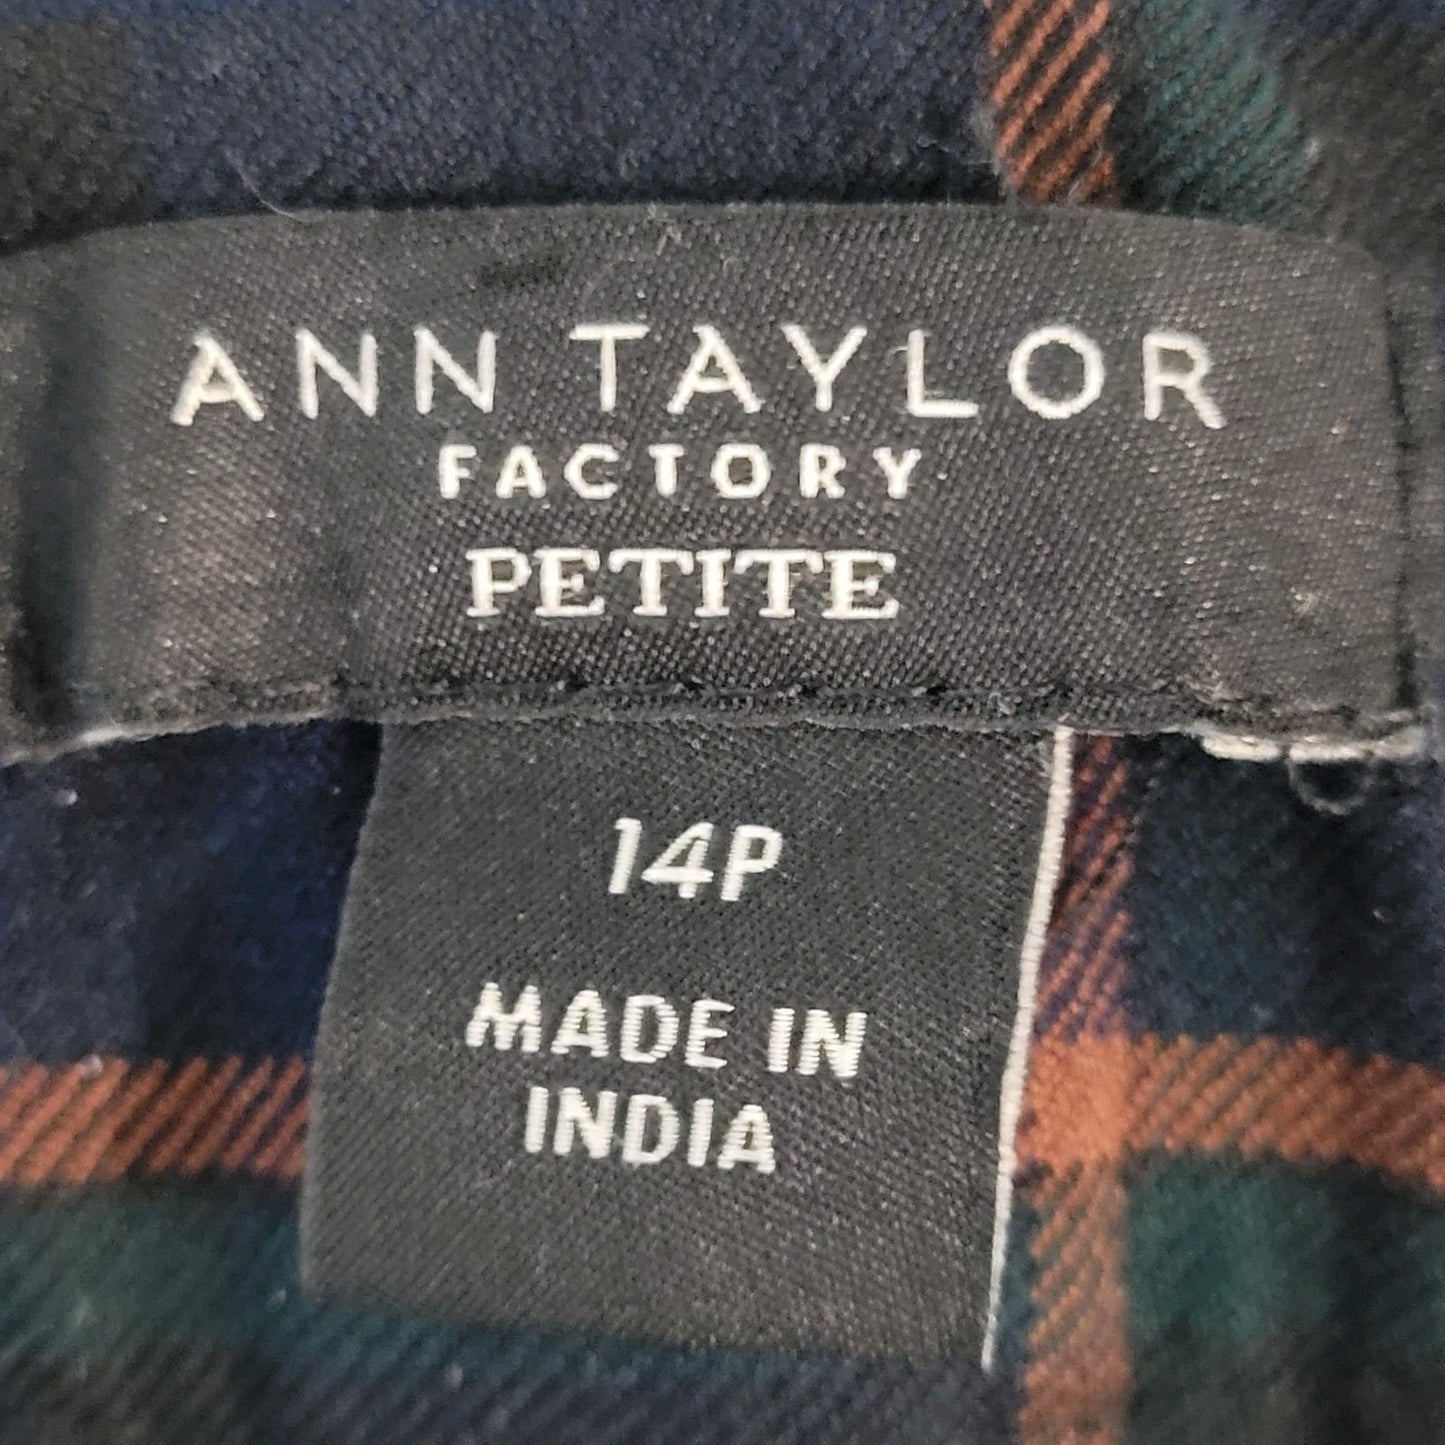 ANN TAYLOR
FACTORY
PETITE
14P
MADE IN
INDIA